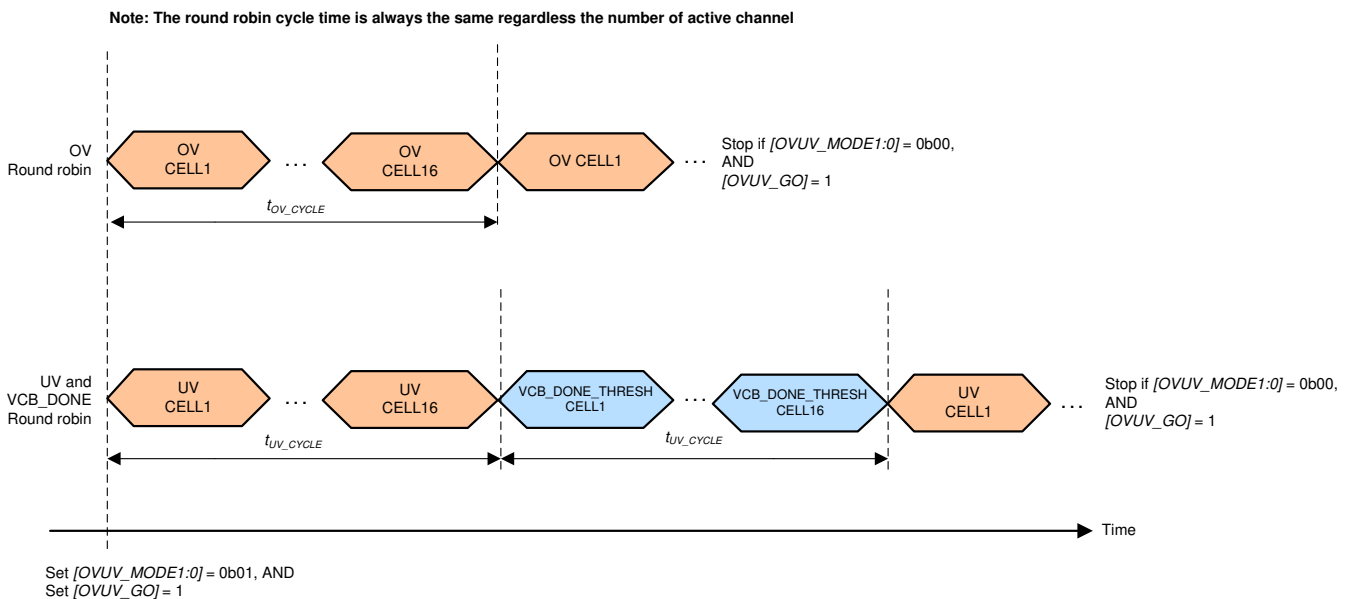 Note: The round robin cycle time is always the same regardless the number of active channel
OV
Round robin
OV
CELL1
...
OV
CELL16
OV CELL1
...
Stop if [OVUV_MODE1:0] = 0b00,
AND
[OVUV_GO] = 1
tOV_CYCLE
UV and
VCB_DONE
Round robin
UV
CELL1
...
UV
CELL16
VCB_DONE_THRESH
CELL1
...
VCB_DONE_THRESH
CELL16
UV
CELL1
...
Stop if [OVUV_MODE1:0] = 0b00,
AND
[OVUV_GO] = 1
tUV_CYCLE
tUV_CYCLE
Time
Set [OVUV_MODE1:0] = 0b01, AND
Set [OVUV_GO] = 1